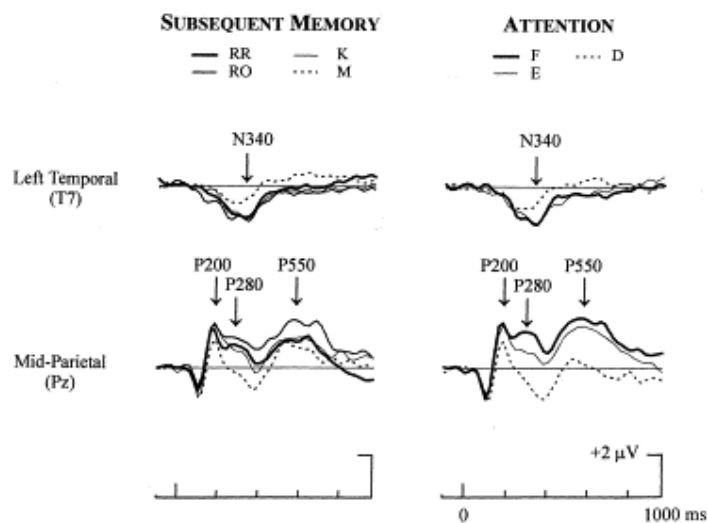 SUBSEQUENT MEMORY
RR K
RO M
ATTENTION
F D
E
Left Temporal
(T7)
N340
N340
Mid-Parietal
(Pz)
P200
P280
P550
P200
P280
P550
+2 µV
0 1000 ms